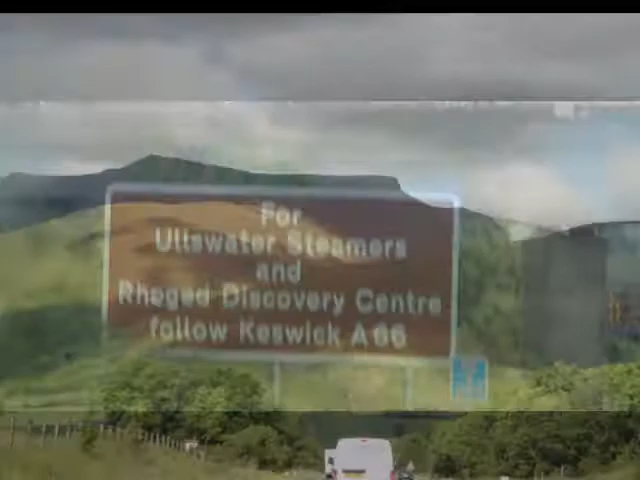 For
Ullswater Steamers
and
Rheged Discovery Centre
follow Keswick A66